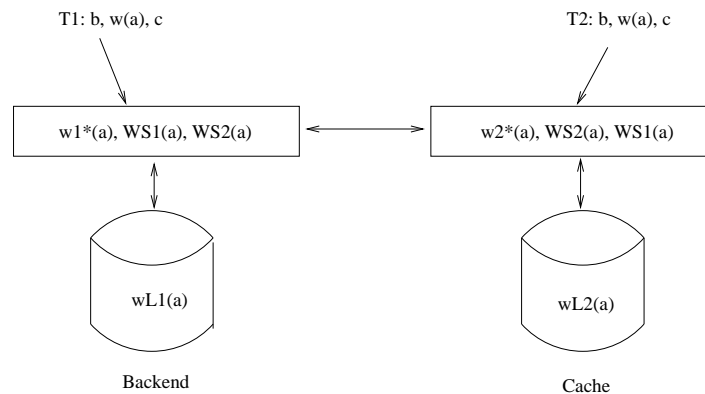 T1: b, w(a), c
T2: b, w(a), c
w1*(a), WS1(a), WS2(a)
w2*(a), WS2(a), WS1(a)
wL1(a)
wL2(a)
Backend
Cache